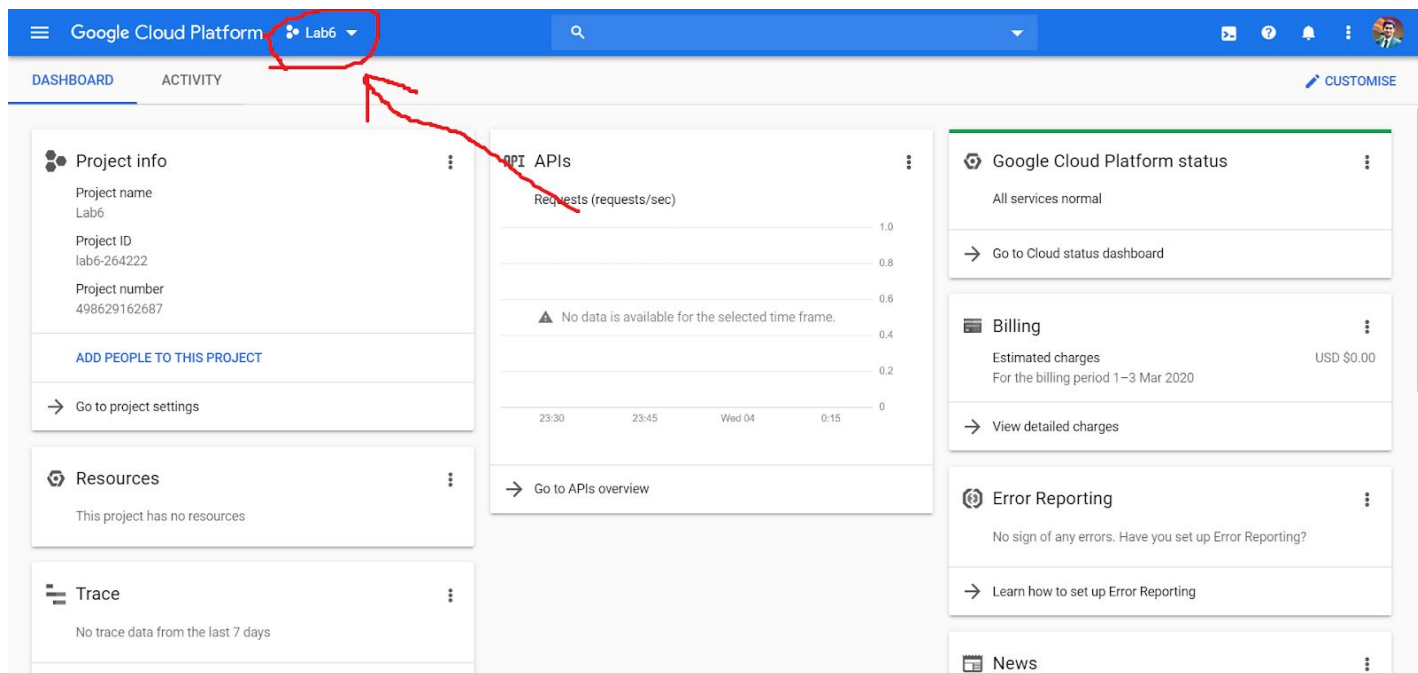 Google Cloud Platform Lab6
DASHBOARD ACTIVITY CUSTOMISE
Project info
Project name
Lab6
Project ID
lab6-264222
Project number
498629162687
ADD PEOPLE TO THIS PROJECT
Go to project settings
Resources
This project has no resources
Trace
No trace data from the last 7 days
API APIs
Requests (requests/sec)
1.0
0.8
0.6
No data is available for the selected time frame.
0.4
0.2
0
23:30 23:45 Wed 04 0:15
Go to APIs overview
Google Cloud Platform status
All services normal
Go to Cloud status dashboard
Billing
Estimated charges USD $0.00
For the billing period 1–3 Mar 2020
View detailed charges
Error Reporting
No sign of any errors. Have you set up Error Reporting?
Learn how to set up Error Reporting
News